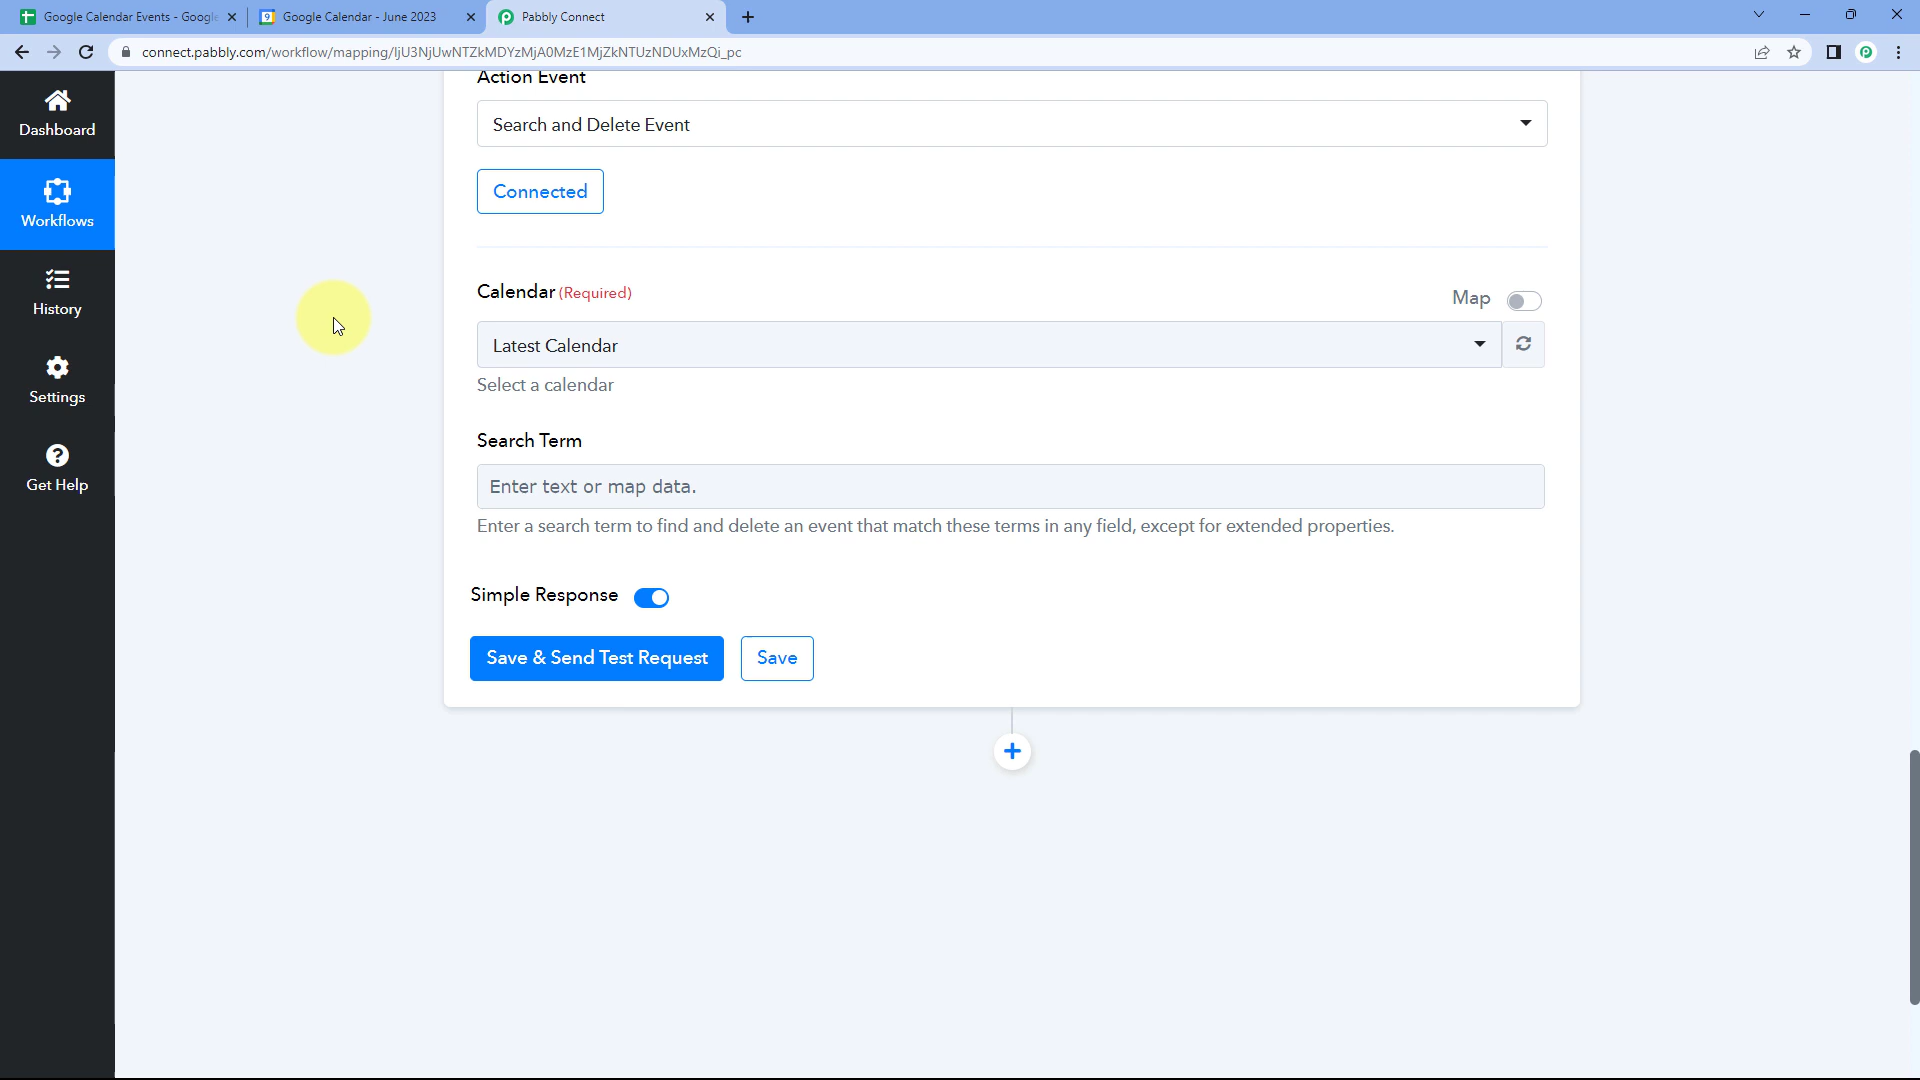 Google Calendar Events - Google
Google Calendar - June 2023
Pabbly Connect
connect.pabbly.com/workflow/mapping/IjU3NjUwNTZkMDYzMjA0MzE1MjZkNTUzNDUxMzQi_pc
Action Event
Search and Delete Event
Connected
Dashboard
Workflows
History
Settings
Get Help
Calendar (Required)
Map
Latest Calendar
Select a calendar
Search Term
Enter text or map data.
Enter a search term to find and delete an event that match these terms in any field, except for extended properties.
Simple Response
Save & Send Test Request
Save